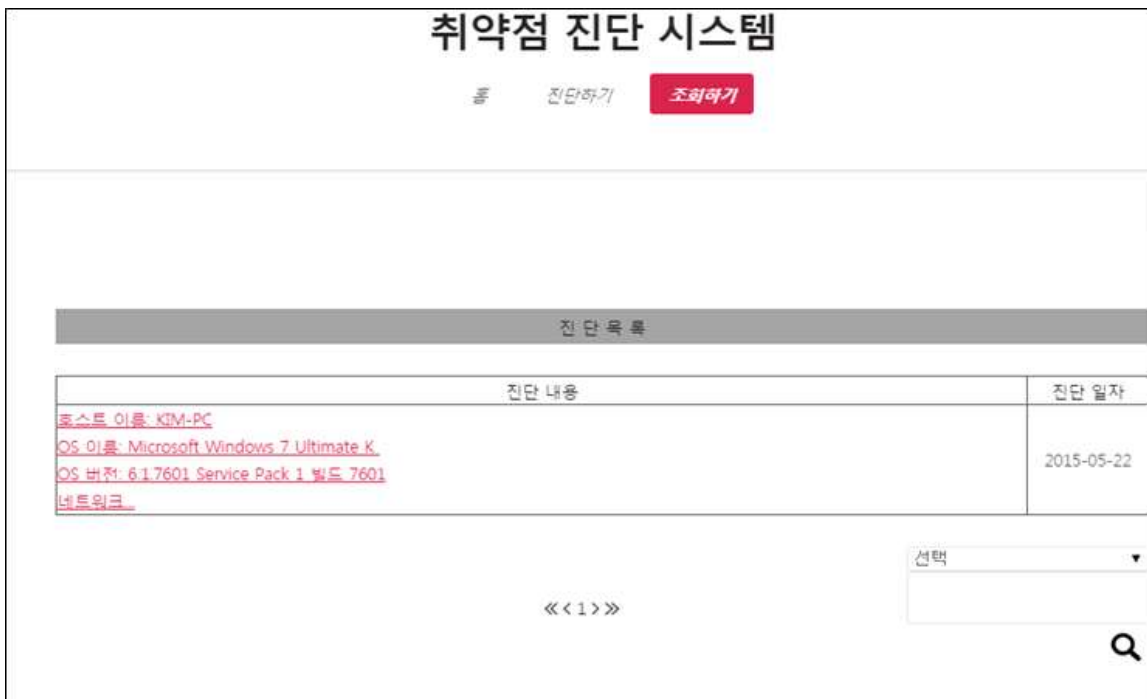 취약점 진단 시스템
홈 진단하기 조회하기
진 단 목 록
진단 내용 진단 일자
호스트 이름: KIM-PC
OS 이름: Microsoft Windows 7 Ultimate K.
OS 버전: 6.1.7601 Service Pack 1 빌드 7601
네트워크...
2015-05-22
선택 ▼
≪ < 1 > ≫